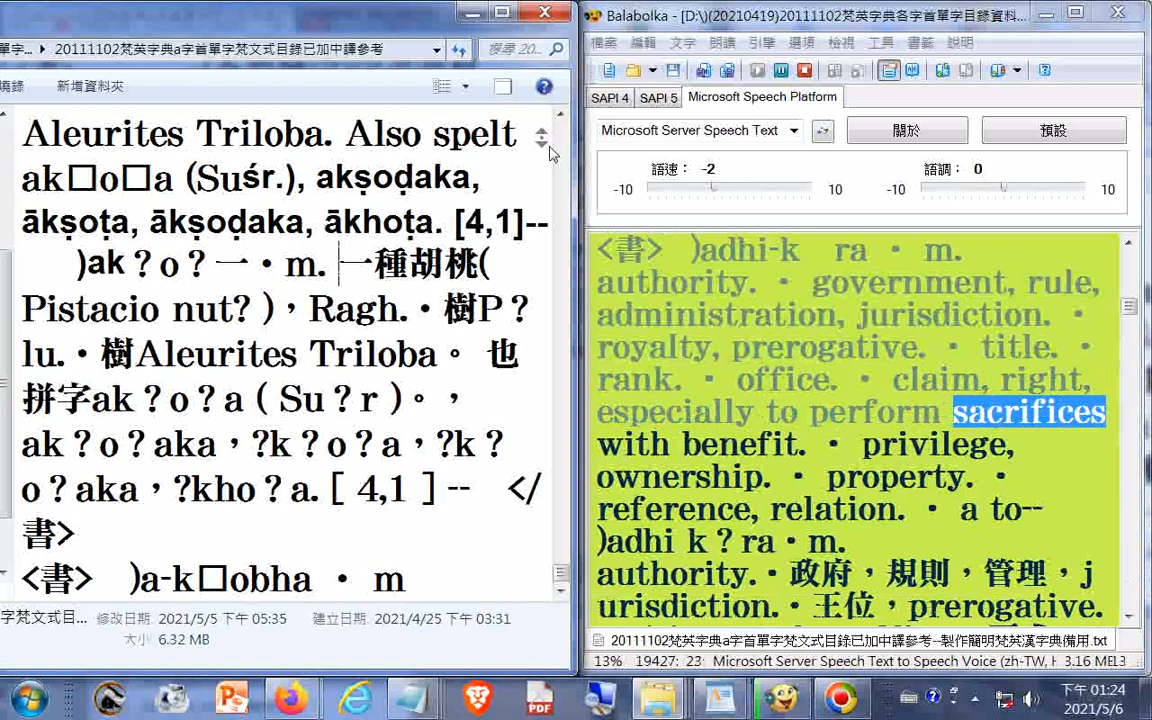 單字... ▸ 20111102梵英字典a字首單字梵文式目錄已加中譯參考
搜尋 20...
燒錄 新增資料夾
Aleurites Triloba. Also spelt
ak□o□a (Suśr.), akṣoḍaka,
ākṣoṭa, ākṣoḍaka, ākhoṭa. [4,1]--
)ak？o？一・m. 一種胡桃(
Pistacio nut?)，Ragh.・樹P？
lu.・樹Aleurites Triloba。 也
拼字ak？o？a（Su？r）。，
ak？o？aka，?k？o？a，?k？
o？aka，?kho？a.［4,1］-- </
書>
<書> )a-k□obha ・ m
字梵文式目... 修改日期: 2021/5/5 下午 05:35 建立日期: 2021/4/25 下午 03:31
大小: 6.32 MB
Balabolka - [D:\)(20210419)20111102梵英字典各字首單字目錄資料...
檔案 編輯 文字 朗讀 引擎 選項 檢視 工具 書籤 說明
SAPI 4 SAPI 5 Microsoft Speech Platform
Microsoft Server Speech Text 關於 預設
語速： -2 語調： 0
-10 10 -10 10
<書> )adhi-k ra ・ m.
authority. ・ government, rule,
administration, jurisdiction. ・
royalty, prerogative. ・ title. ・
rank. ・ office. ・ claim, right,
especially to perform sacrifices
with benefit. ・ privilege,
ownership. ・ property. ・
reference, relation. ・ a to--
)adhi k？ra・m.
authority.・政府，規則，管理，j
urisdiction.・王位，prerogative.
20111102梵英字典a字首單字梵文式目錄已加中譯參考--製作簡明梵英漢字典備用.txt
13% 19427: 23 Microsoft Server Speech Text to Speech Voice (zh-TW, H 3.16 ME
下午 01:24
2021/5/6